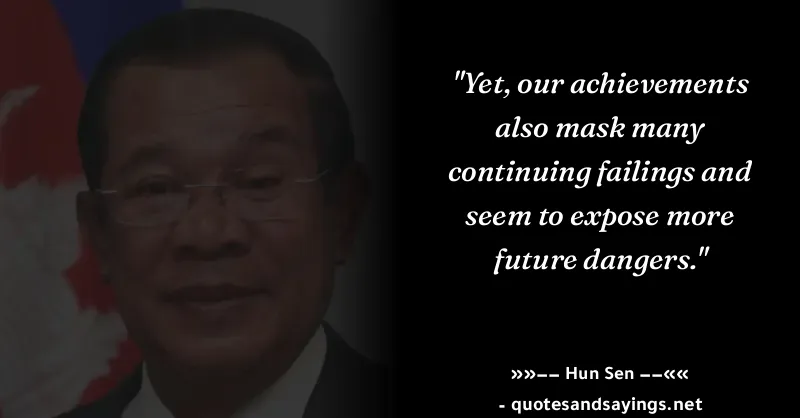 "Yet, our achievements
also mask many
continuing failings and
seem to expose more
future dangers."
»»−− Hun Sen −−««
- quotesandsayings.net